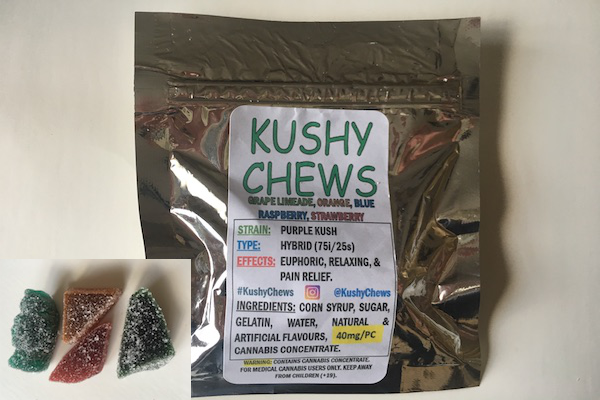 KUSHY
CHEWS
GRAPE LIMEADE, ORANGE, BLUE
RASPBERRY, STRAWBERRY
STRAIN: PURPLE KUSH
TYPE: HYBRID (75i/25s)
EFFECTS: EUPHORIC, RELAXING, &
PAIN RELIEF.
#KushyChews @KushyChews
INGREDIENTS: CORN SYRUP, SUGAR,
GELATIN, WATER, NATURAL &
ARTIFICIAL FLAVOURS, 40mg/PC
CANNABIS CONCENTRATE.
WARNING: CONTAINS CANNABIS CONCENTRATE.
FOR MEDICAL CANNABIS USERS ONLY. KEEP AWAY
FROM CHILDREN (+19).